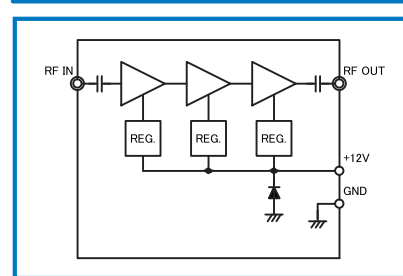 RF IN
RF OUT
REG.
REG.
REG.
+12V
GND